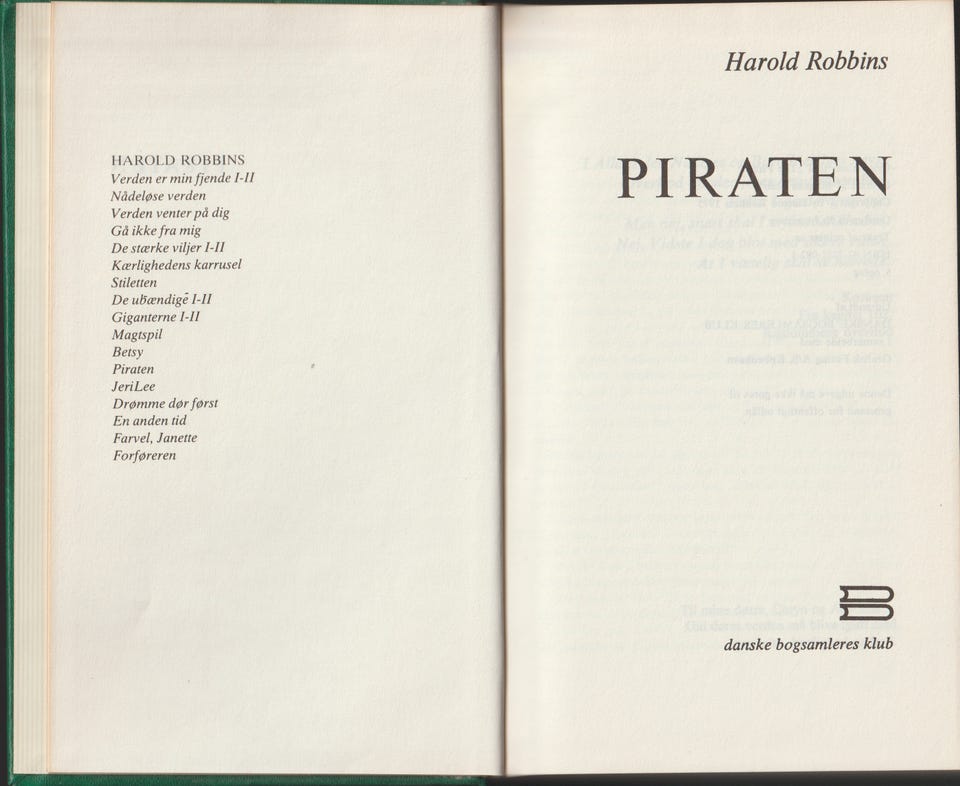 HAROLD ROBBINS
Verden er min fjende I-II
Nådeløse verden
Verden venter på dig
Gå ikke fra mig
De stærke viljer I-II
Kærlighedens karrusel
Stiletten
De ubændige I-II
Giganterne I-II
Magtspil
Betsy
Piraten
JeriLee
Drømme dør først
En anden tid
Farvel, Janette
Forføreren
Harold Robbins
PIRATEN
danske bogsamleres klub